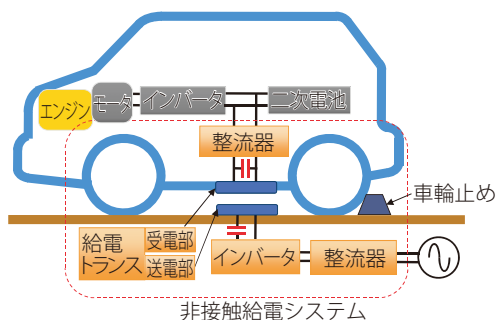 エンジン
モータ
インバータ
二次電池
整流器
車輪止め
給電
トランス
受電部
送電部
インバータ
整流器
非接触給電システム